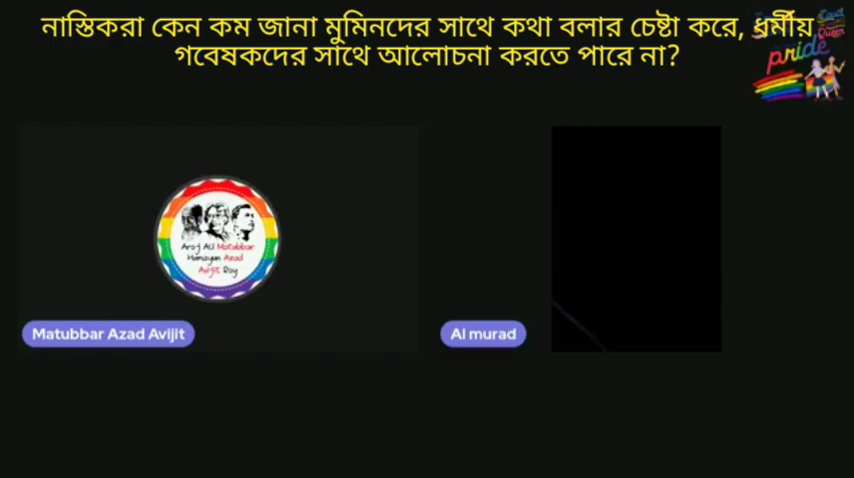 নাস্তিকরা কেন কম জানা মুমিনদের সাথে কথা বলার চেষ্টা করে, ধর্মীয়
গবেষকদের সাথে আলোচনা করতে পারে না?
pride
Aroj Ali Matubbar
Humayun Azad
Avijit Roy
Matubbar Azad Avijit
Al murad